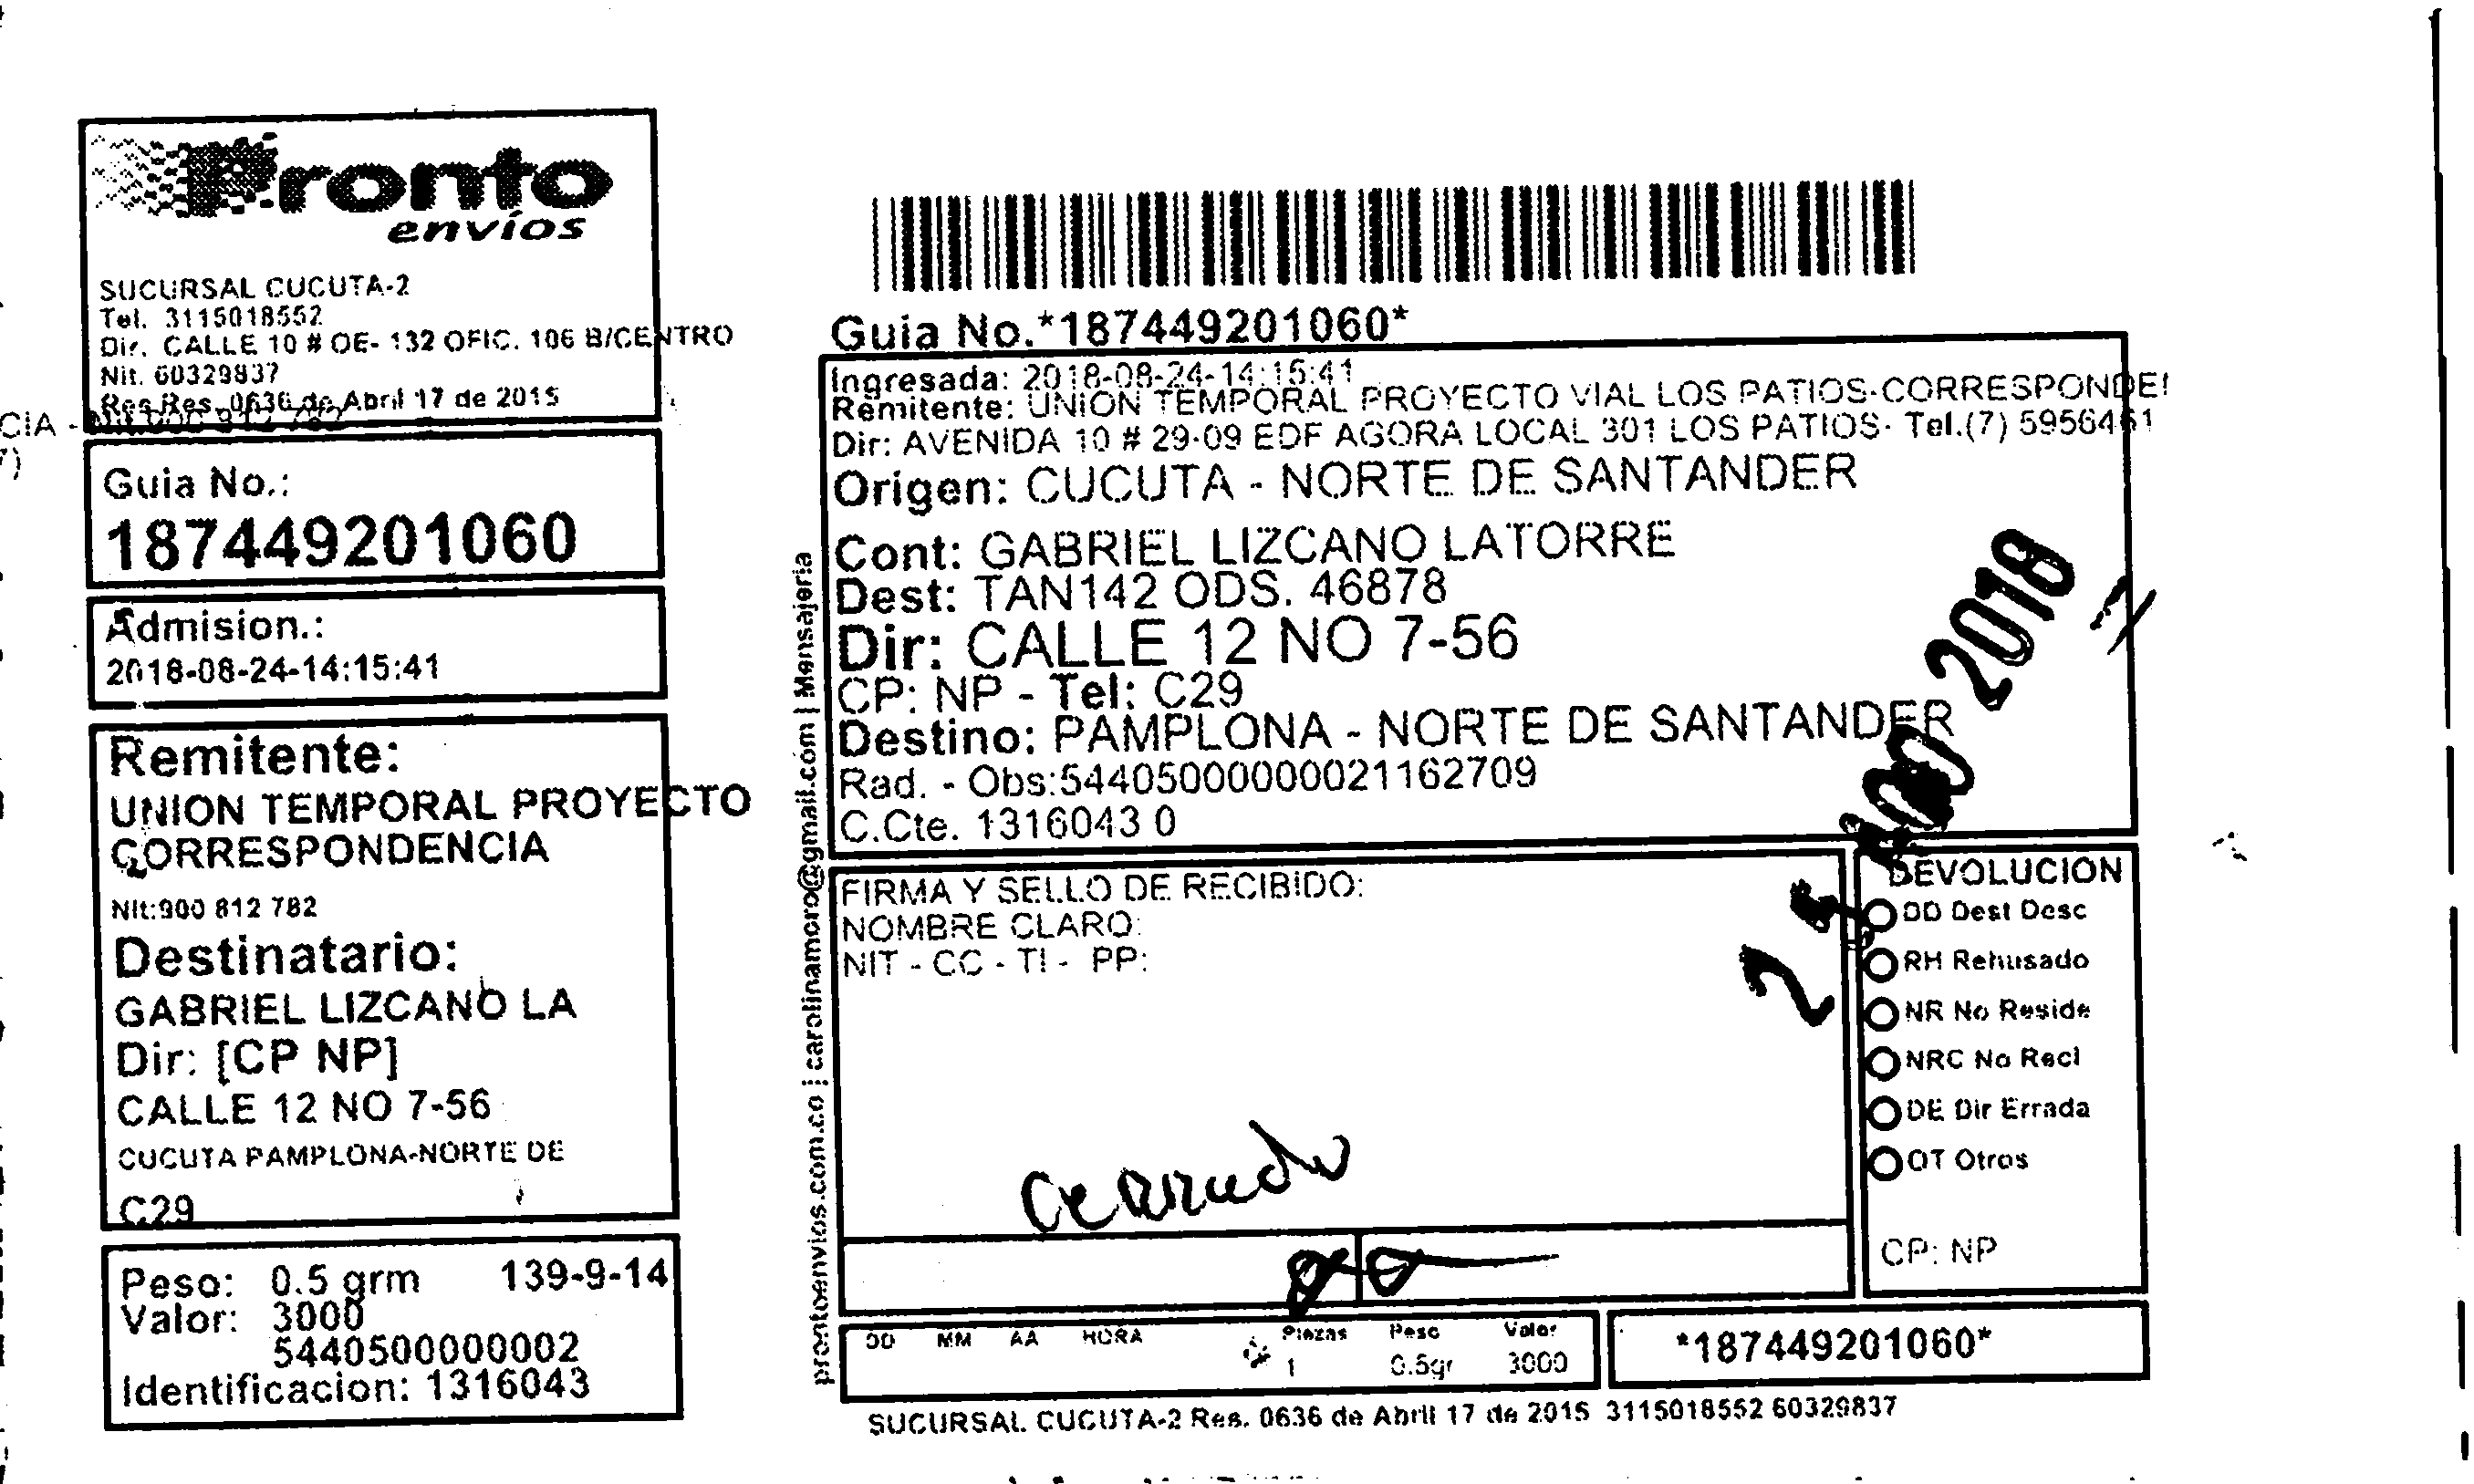 Pronto
envíos
SUCURSAL CUCUTA-2
Tel. 3115018552
Dir. CALLE 10 # OE- 132 OFIC. 106 B/CENTRO
Nit. 60329837
Res Res. 0636 de Abril 17 de 2015
CIA -
Guia No.:
187449201060
Admision.:
2018-08-24-14:15:41
Remitente:
UNION TEMPORAL PROYECTO
CORRESPONDENCIA
Nit:900 812 782
Destinatario:
GABRIEL LIZCANO LA
Dir: [CP NP]
CALLE 12 NO 7-56
CUCUTA PAMPLONA-NORTE DE
C29
Peso: 0.5 grm 139-9-14
Valor: 3000
5440500000002
Identificacion: 1316043
prontoenvios.com.co | carolinamoro@gmail.com | Mensajeria
Guia No.*187449201060*
Ingresada: 2018-08-24-14:15:41
Remitente: UNION TEMPORAL PROYECTO VIAL LOS PATIOS-CORRESPONDE
Dir: AVENIDA 10 # 29-09 EDF AGORA LOCAL 301 LOS PATIOS- Tel.(7) 5956461
Origen: CUCUTA - NORTE DE SANTANDER
Cont: GABRIEL LIZCANO LATORRE
Dest: TAN142 ODS. 46878
Dir: CALLE 12 NO 7-56
CP: NP - Tel: C29
Destino: PAMPLONA - NORTE DE SANTANDER
Rad. - Obs:544050000000021162709
C.Cte. 1316043 0
2018
FIRMA Y SELLO DE RECIBIDO:
NOMBRE CLARO:
NIT - CC - TI - PP:
Cerrado
DEVOLUCION
DD Dest Desc
RH Rehusado
NR No Reside
NRC No Recl
DE Dir Errada
OT Otros
CP: NP
DD MM AA HORA Piezas Peso Valor
1 0.5gr 3000
*187449201060*
SUCURSAL CUCUTA-2 Res. 0636 de Abril 17 de 2015 3115018552 60329837